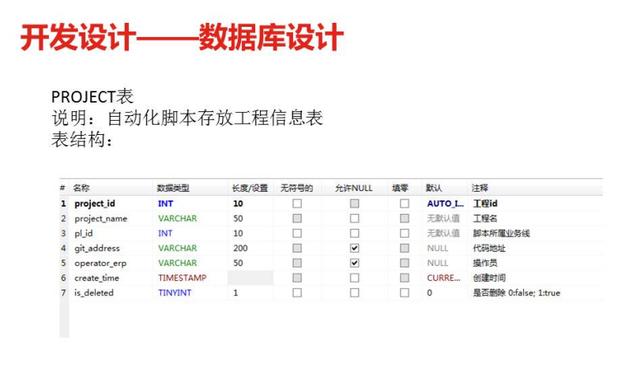 开发设计——数据库设计
PROJECT表
说明：自动化脚本存放工程信息表
表结构：
# 名称 数据类型 长度/设置 无符号的 允许NULL 填零 默认 注释
1 project_id INT 10 AUTO_I... 工程id
2 project_name VARCHAR 50 无默认值 工程名
3 pl_id INT 10 无默认值 脚本所属业务线
4 git_address VARCHAR 200 NULL 代码地址
5 operator_erp VARCHAR 50 NULL 操作员
6 create_time TIMESTAMP CURRE... 创建时间
7 is_deleted TINYINT 1 0 是否删除 0:false; 1:true